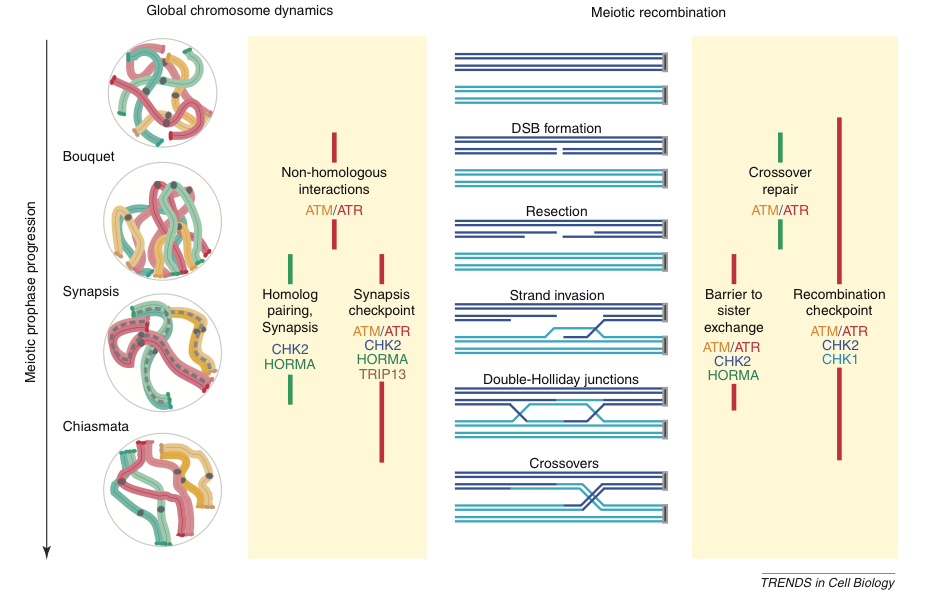 Global chromosome dynamics
Meiotic recombination
Meiotic prophase progression
Bouquet
Synapsis
Chiasmata
Non-homologous
interactions
ATM/ATR
Homolog
pairing,
Synapsis
CHK2
HORMA
Synapsis
checkpoint
ATM/ATR
CHK2
HORMA
TRIP13
DSB formation
Resection
Strand invasion
Double-Holliday junctions
Crossovers
Crossover
repair
ATM/ATR
Barrier to
sister
exchange
ATM/ATR
CHK2
HORMA
Recombination
checkpoint
ATM/ATR
CHK2
CHK1
TRENDS in Cell Biology